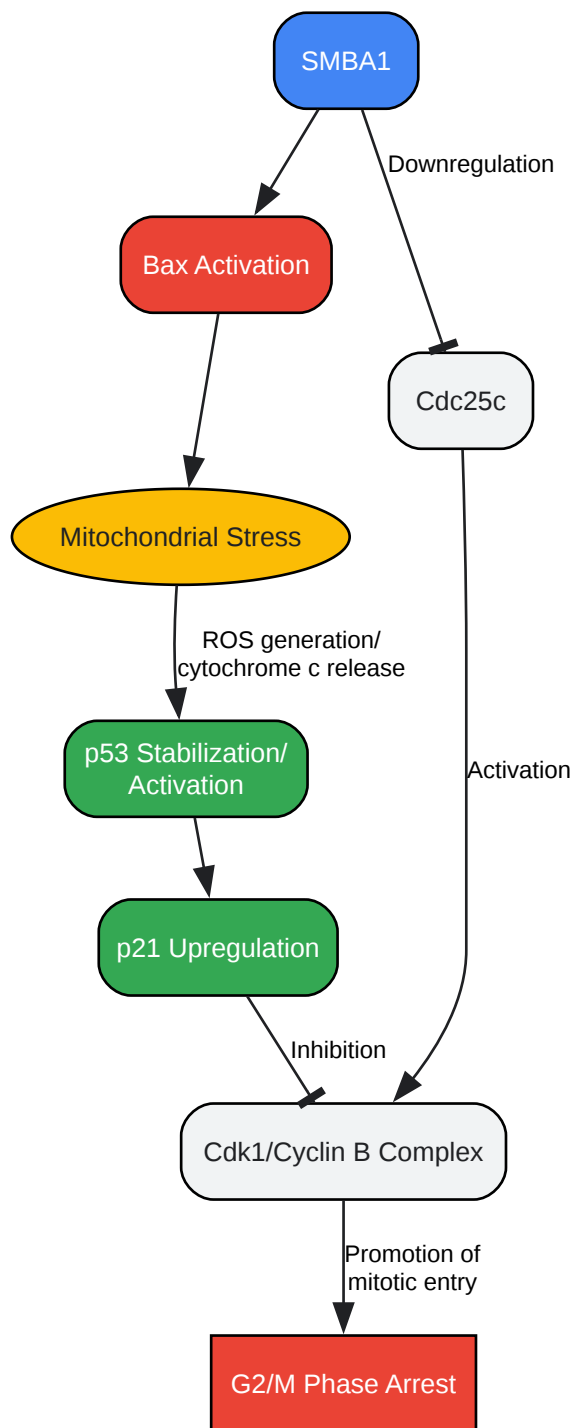 SMBA1
Downregulation
Bax Activation
Cdc25c
Mitochondrial Stress
ROS generation/
cytochrome c release
p53 Stabilization/
Activation
Activation
p21 Upregulation
Inhibition
Cdk1/Cyclin B Complex
Promotion of
mitotic entry
G2/M Phase Arrest